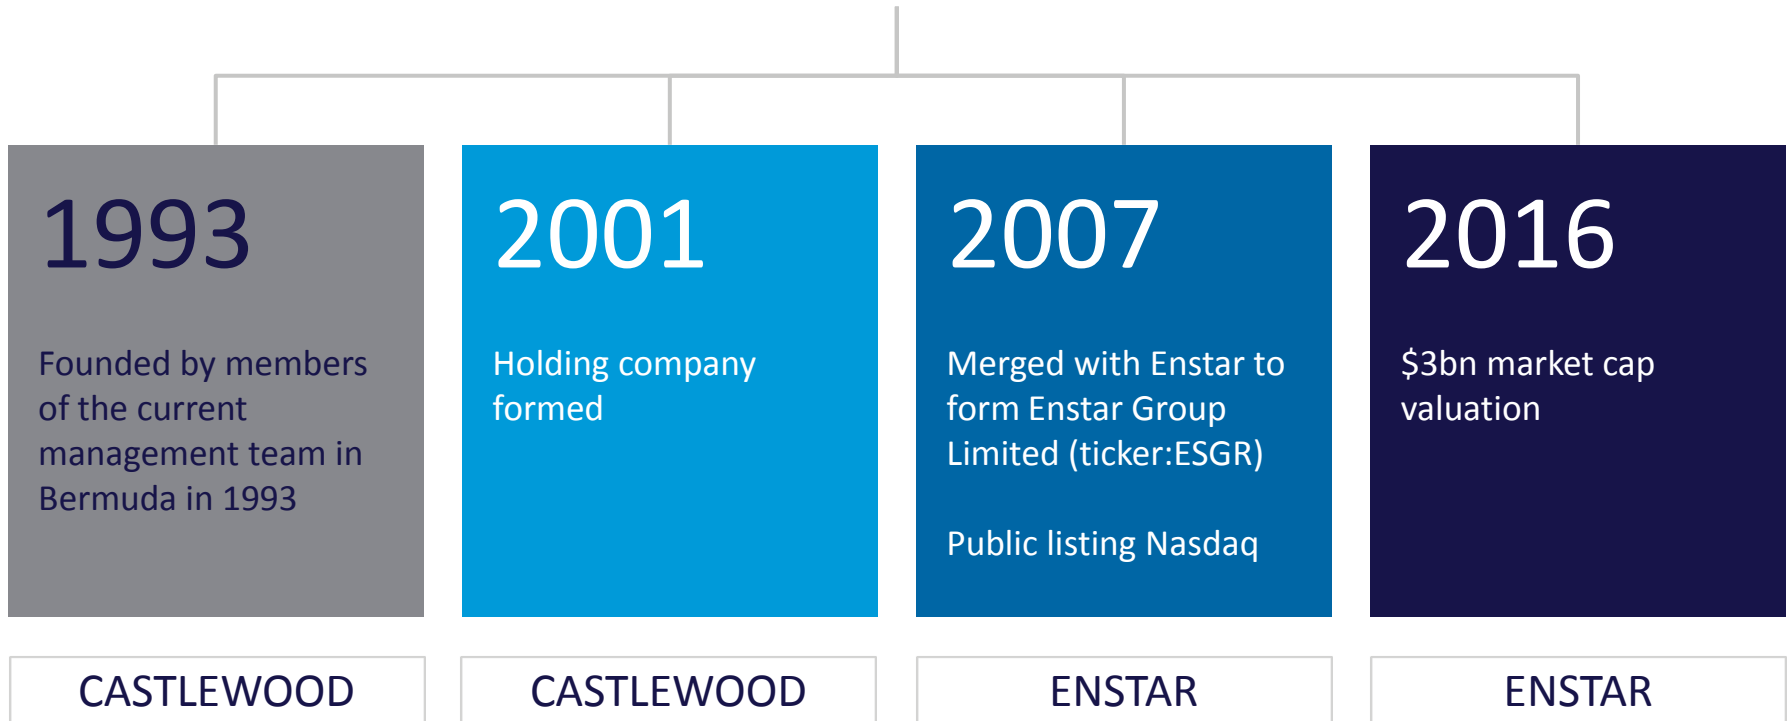 1993
Founded by members
of the current
management team in
Bermuda in 1993
CASTLEWOOD
2001
Holding company
formed
CASTLEWOOD
2007
Merged with Enstar to
form Enstar Group
Limited (ticker:ESGR)
Public listing Nasdaq
ENSTAR
2016
$3bn market cap
valuation
ENSTAR